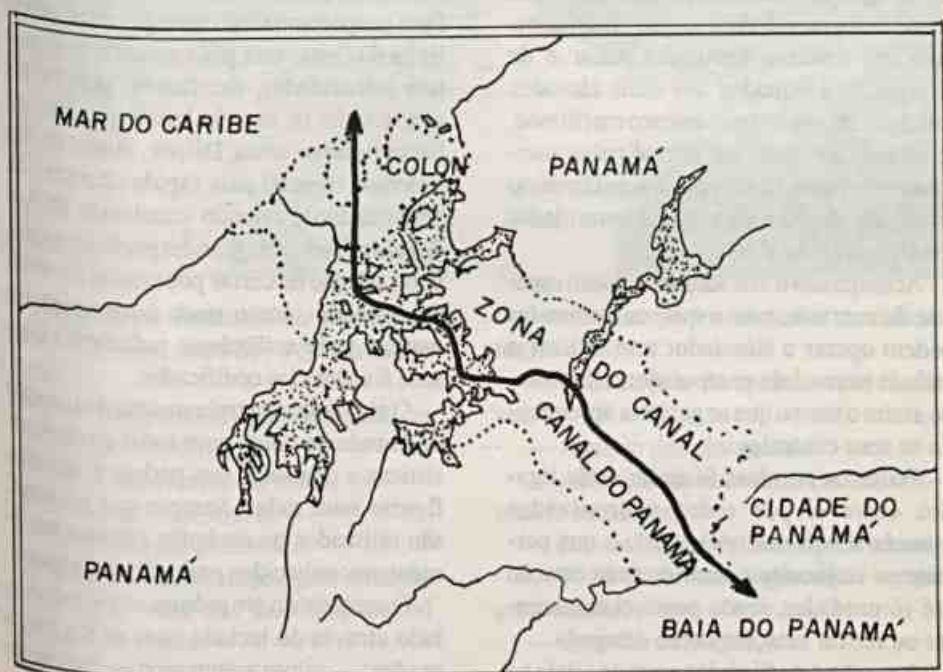 MAR DO CARIBE
COLON
PANAMÁ
ZONA
DO CANAL
CANAL DO PANAMÁ
CIDADE DO
PANAMÁ
PANAMÁ
BAIA DO PANAMÁ